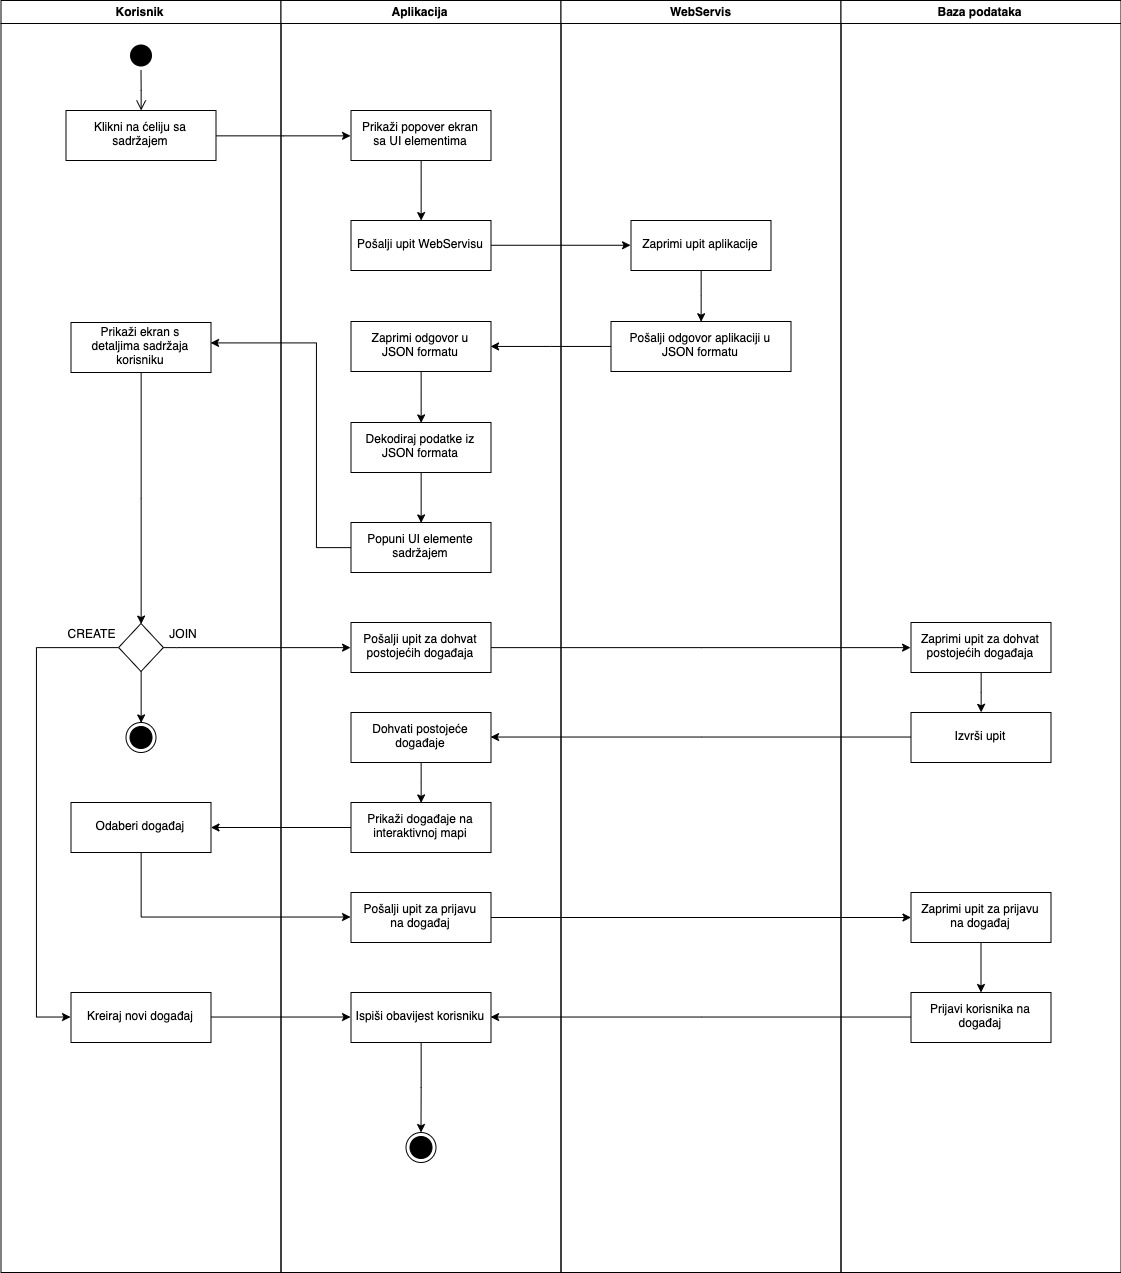 Korisnik
Aplikacija
WebServis
Baza podataka
Klikni na ćeliju sa
sadržajem
Prikaži popover ekran
sa UI elementima
Pošalji upit WebServisu
Zaprimi upit aplikacije
Prikaži ekran s
detaljima sadržaja
korisniku
Zaprimi odgovor u
JSON formatu
Pošalji odgovor aplikaciji u
JSON formatu
Dekodiraj podatke iz
JSON formata
Popuni UI elemente
sadržajem
CREATE
JOIN
Pošalji upit za dohvat
postojećih događaja
Zaprimi upit za dohvat
postojećih događaja
Dohvati postojeće
događaje
Izvrši upit
Odaberi događaj
Prikaži događaje na
interaktivnoj mapi
Pošalji upit za prijavu
na događaj
Zaprimi upit za prijavu
na događaj
Kreiraj novi događaj
Ispiši obavijest korisniku
Prijavi korisnika na
događaj